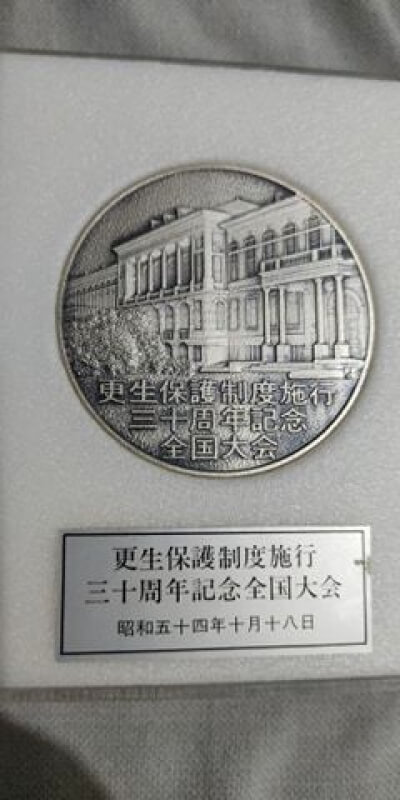 更生保護制度施行
三十周年記念
全国大会
更生保護制度施行
三十周年記念全国大会
昭和五十四年十月十八日